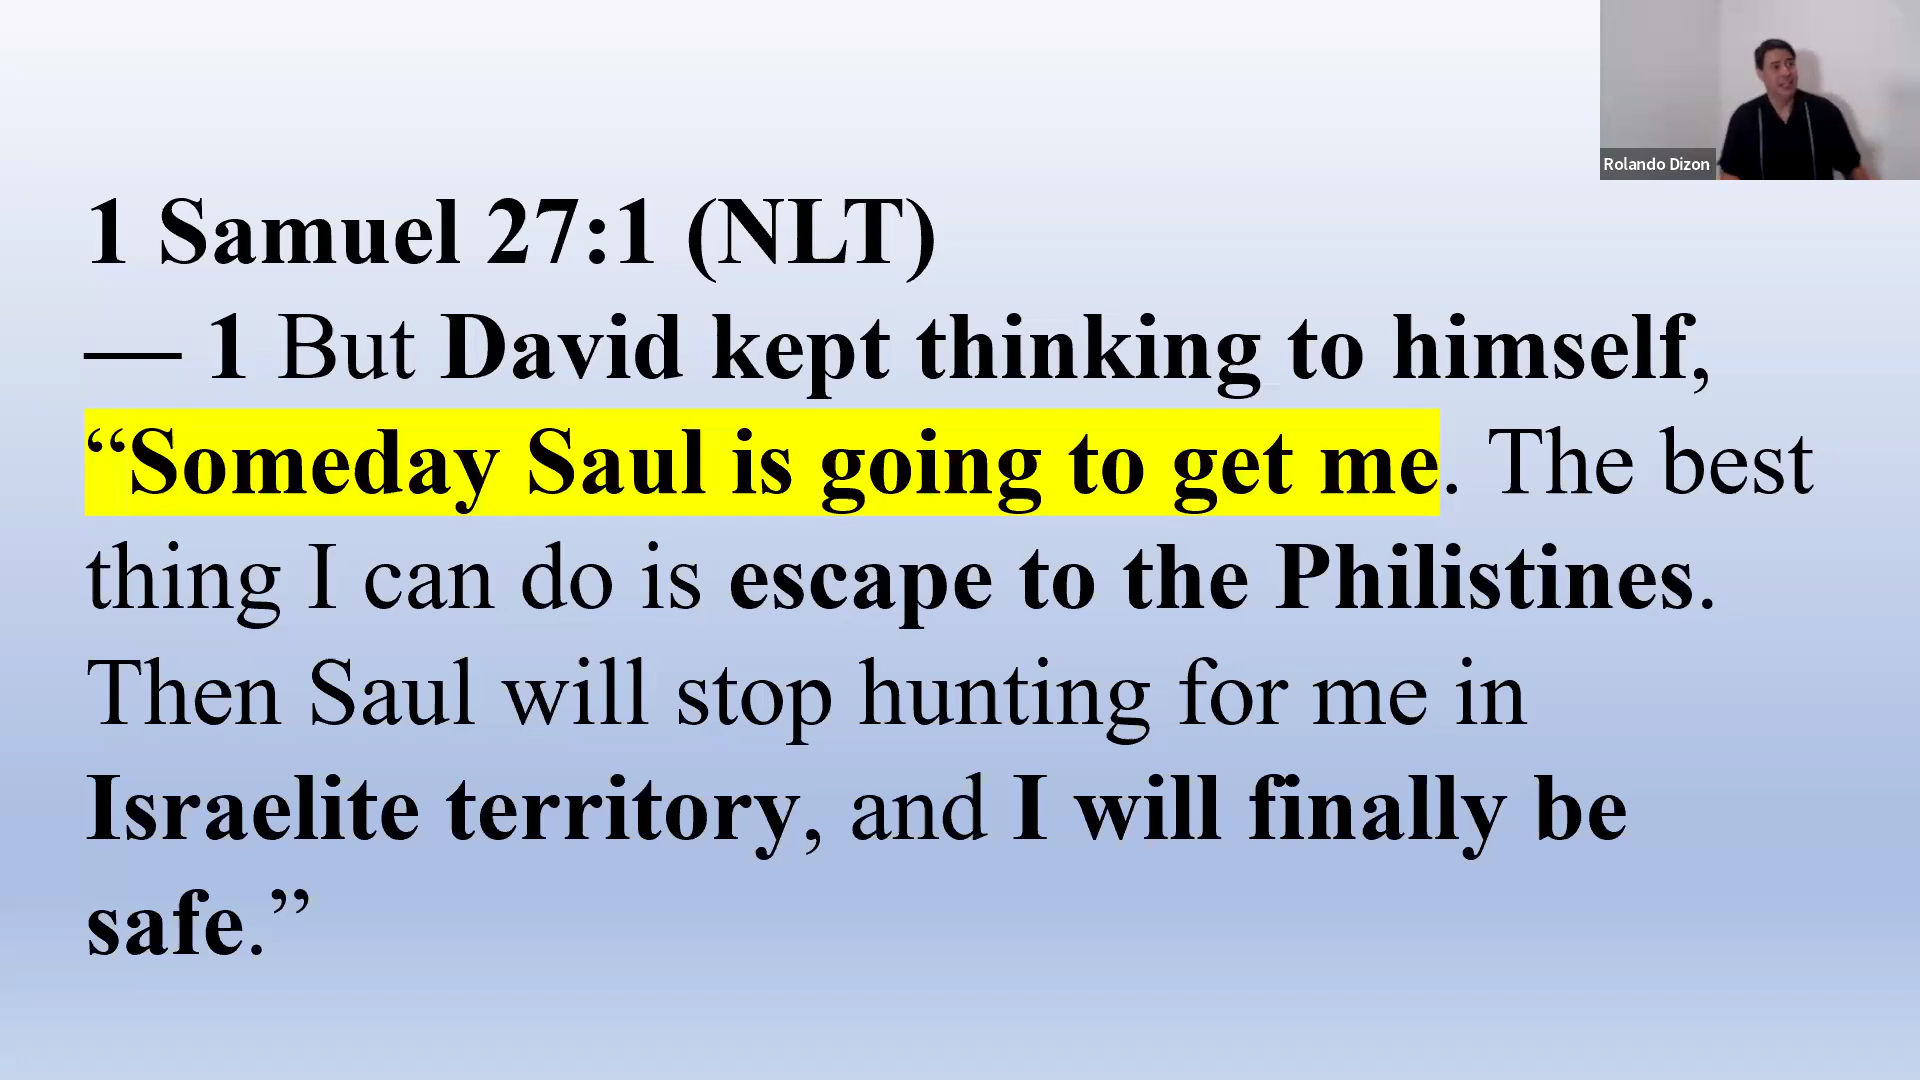 Rolando Dizon
1 Samuel 27:1 (NLT)
— 1 But David kept thinking to himself,
“Someday Saul is going to get me. The best
thing I can do is escape to the Philistines.
Then Saul will stop hunting for me in
Israelite territory, and I will finally be
safe.”